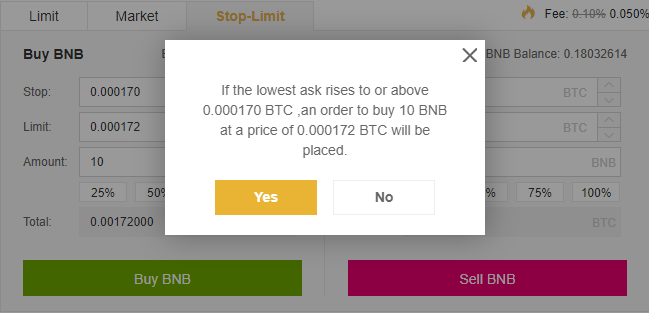 Limit Market Stop-Limit Fee: 0.10% 0.050%
Buy BNB BNB Balance: 0.18032614
Stop: 0.000170 BTC
Limit: 0.000172 BTC
Amount: 10 BNB
25% 50% % 75% 100%
Total: 0.00172000 BTC
Buy BNB Sell BNB
If the lowest ask rises to or above
0.000170 BTC ,an order to buy 10 BNB
at a price of 0.000172 BTC will be
placed.
Yes No